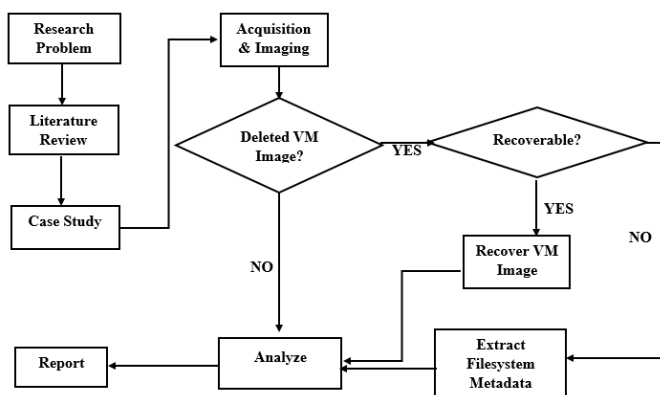 Research
Problem
Acquisition
& Imaging
Literature
Review
Deleted VM
Image?
YES
Recoverable?
Case Study
YES
NO
NO
Recover VM
Image
Report
Analyze
Extract
Filesystem
Metadata